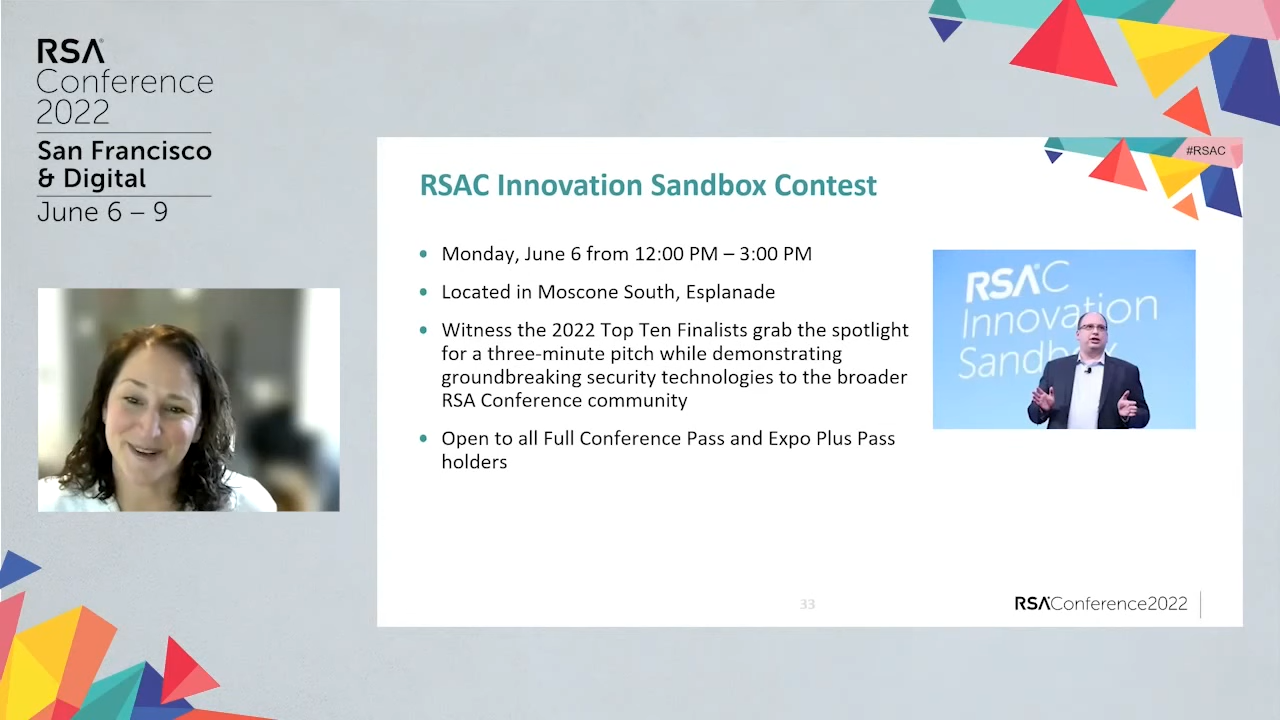 RSA
Conference
2022
San Francisco
& Digital
June 6 – 9
#RSAC
RSAC Innovation Sandbox Contest
• Monday, June 6 from 12:00 PM – 3:00 PM
• Located in Moscone South, Esplanade
• Witness the 2022 Top Ten Finalists grab the spotlight
for a three-minute pitch while demonstrating
groundbreaking security technologies to the broader
RSA Conference community
• Open to all Full Conference Pass and Expo Plus Pass
holders
RSAC
Innovation
Sandbox
33
RSAConference2022